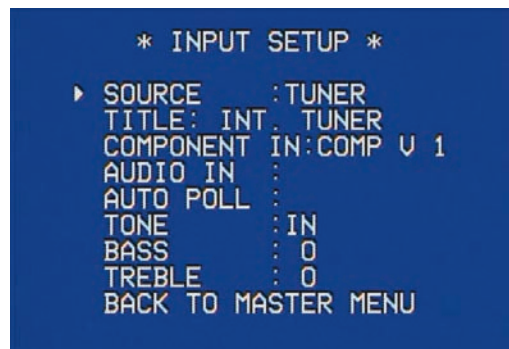 * INPUT SETUP *
SOURCE :TUNER
TITLE: INT. TUNER
COMPONENT IN:COMP V 1
AUDIO IN :
AUTO POLL :
TONE :IN
BASS : 0
TREBLE : 0
BACK TO MASTER MENU